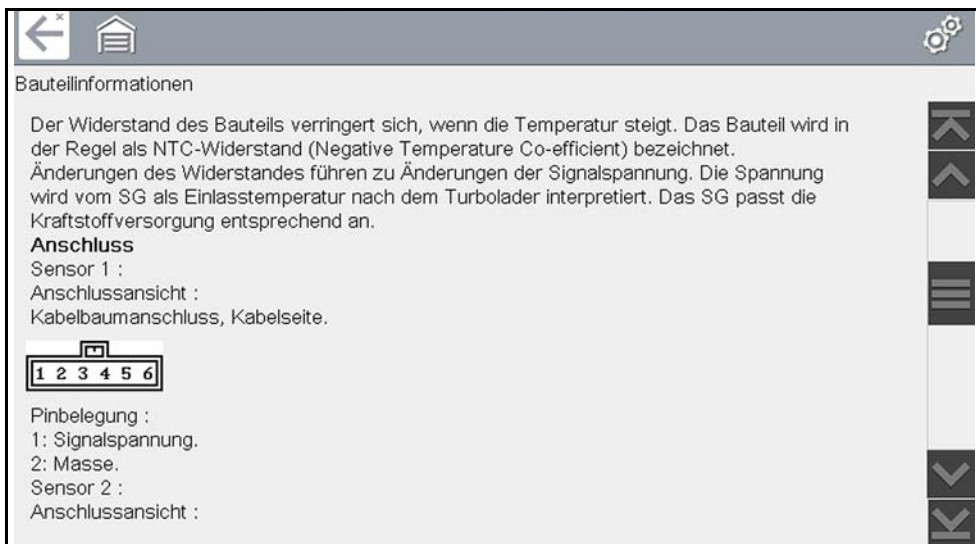 Bauteilinformationen
Der Widerstand des Bauteils verringert sich, wenn die Temperatur steigt. Das Bauteil wird in
der Regel als NTC-Widerstand (Negative Temperature Co-efficient) bezeichnet.
Änderungen des Widerstandes führen zu Änderungen der Signalspannung. Die Spannung
wird vom SG als Einlasstemperatur nach dem Turbolader interpretiert. Das SG passt die
Kraftstoffversorgung entsprechend an.
Anschluss
Sensor 1 :
Anschlussansicht :
Kabelbaumanschluss, Kabelseite.
1 2 3 4 5 6
Pinbelegung :
1: Signalspannung.
2: Masse.
Sensor 2 :
Anschlussansicht :